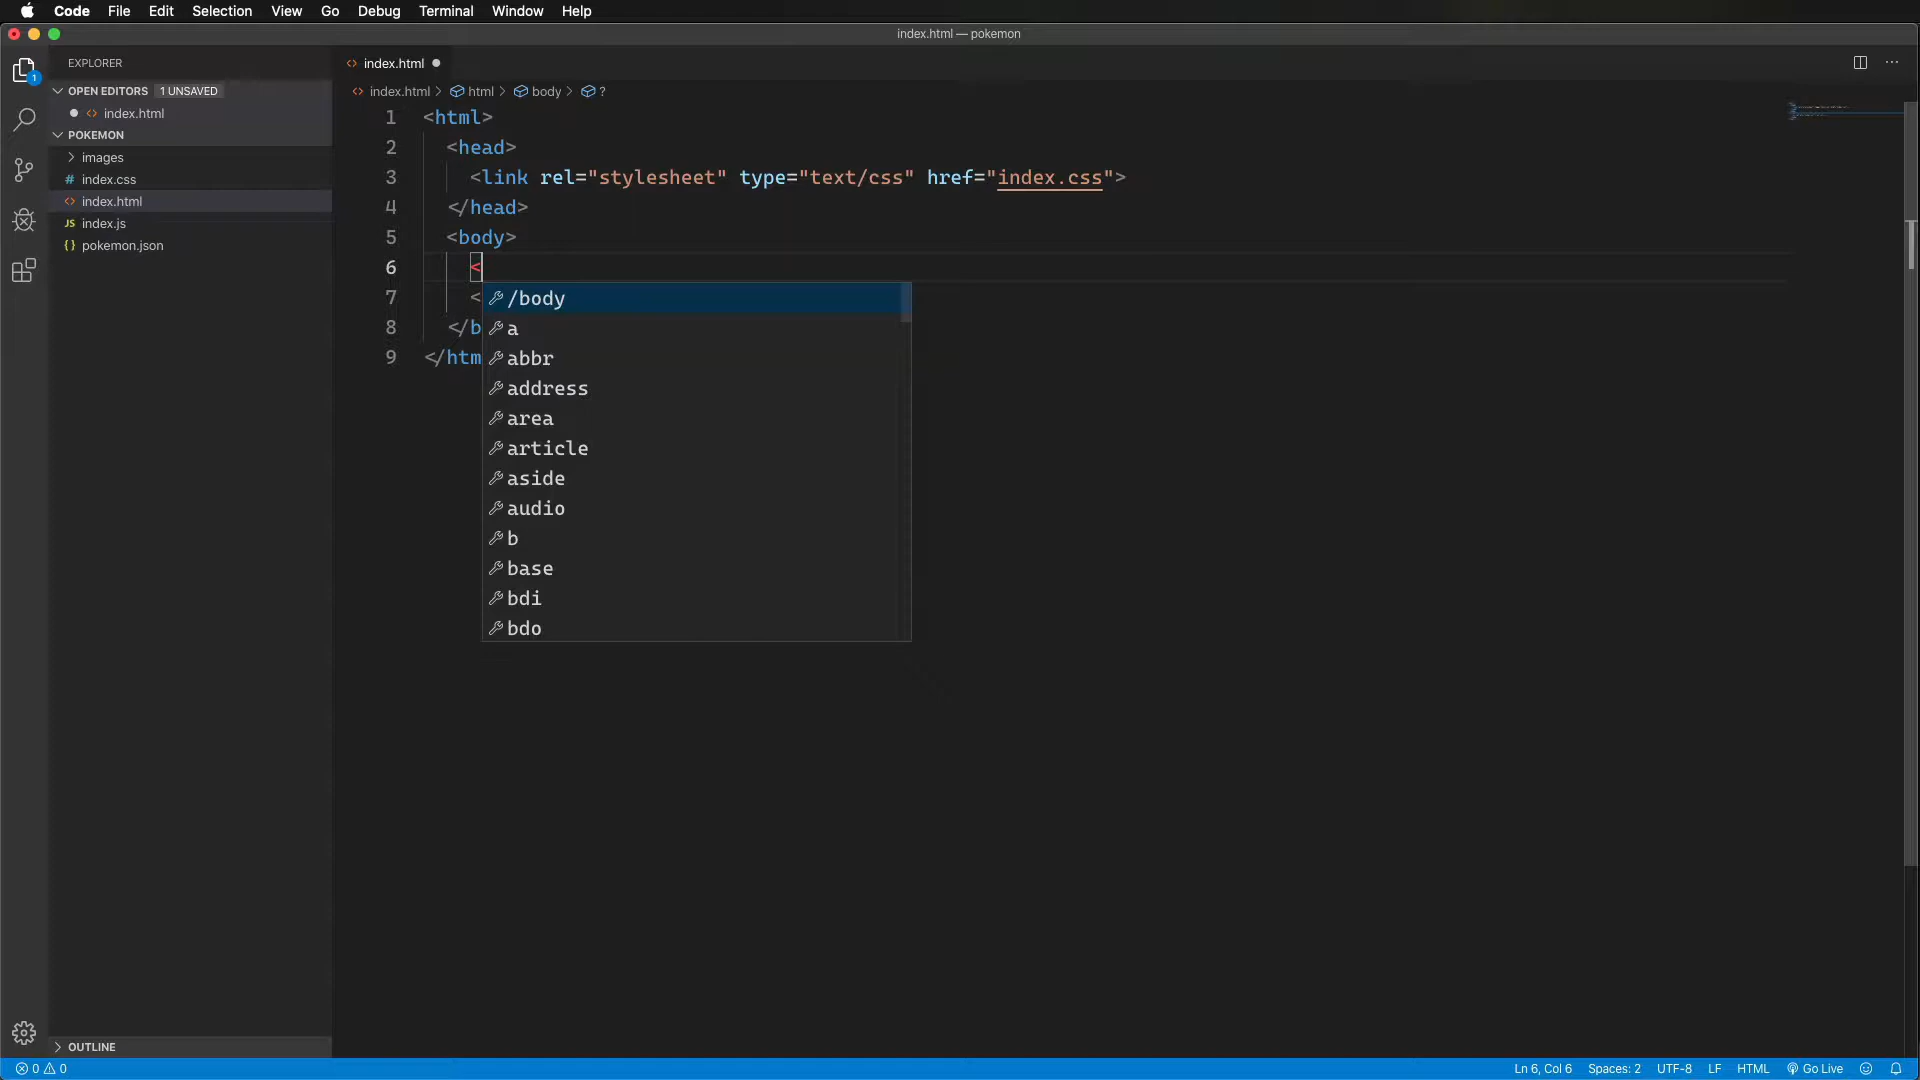 Code File Edit Selection View Go Debug Terminal Window Help
index.html — pokemon
EXPLORER
OPEN EDITORS 1 UNSAVED
index.html
POKEMON
images
# index.css
<> index.html
JS index.js
{} pokemon.json
OUTLINE
<> index.html
<> index.html > html > body > ?
1 <html>
2 <head>
3 <link rel="stylesheet" type="text/css" href="index.css">
4 </head>
5 <body>
6 <
7 <
8 </b
9 </htm
/body
a
abbr
address
area
article
aside
audio
b
base
bdi
bdo
1
0 0 Ln 6, Col 6 Spaces: 2 UTF-8 LF HTML Go Live